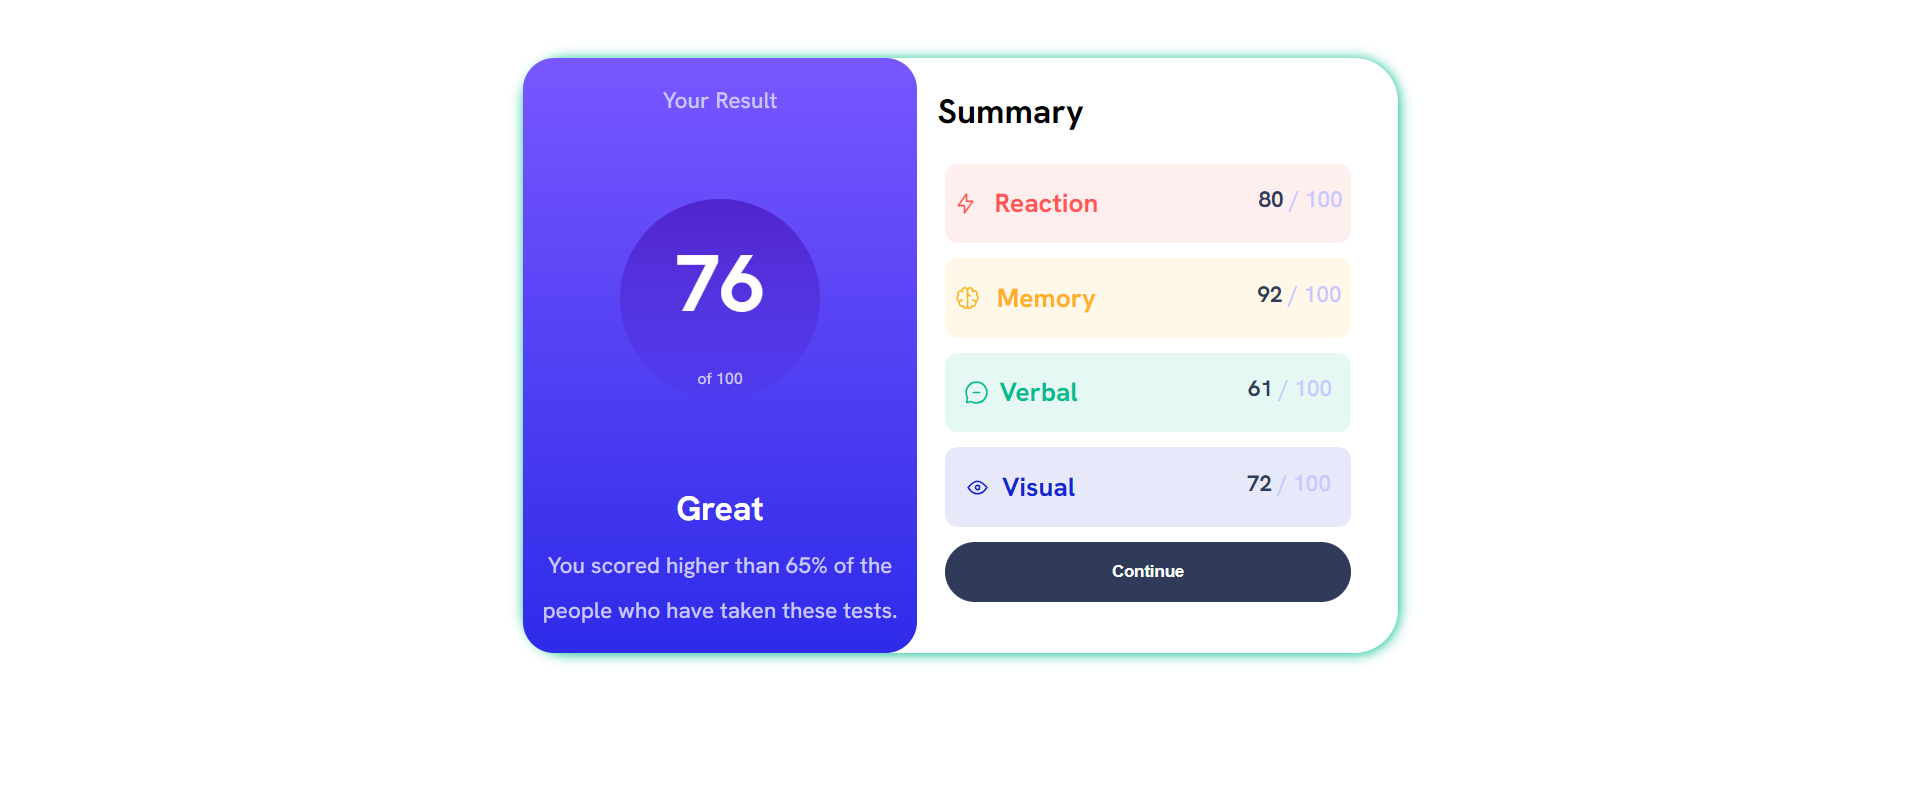 Your Result
76
of 100
Great
You scored higher than 65% of the
people who have taken these tests.
Summary
Reaction 80 / 100
Memory 92 / 100
Verbal 61 / 100
Visual 72 / 100
Continue